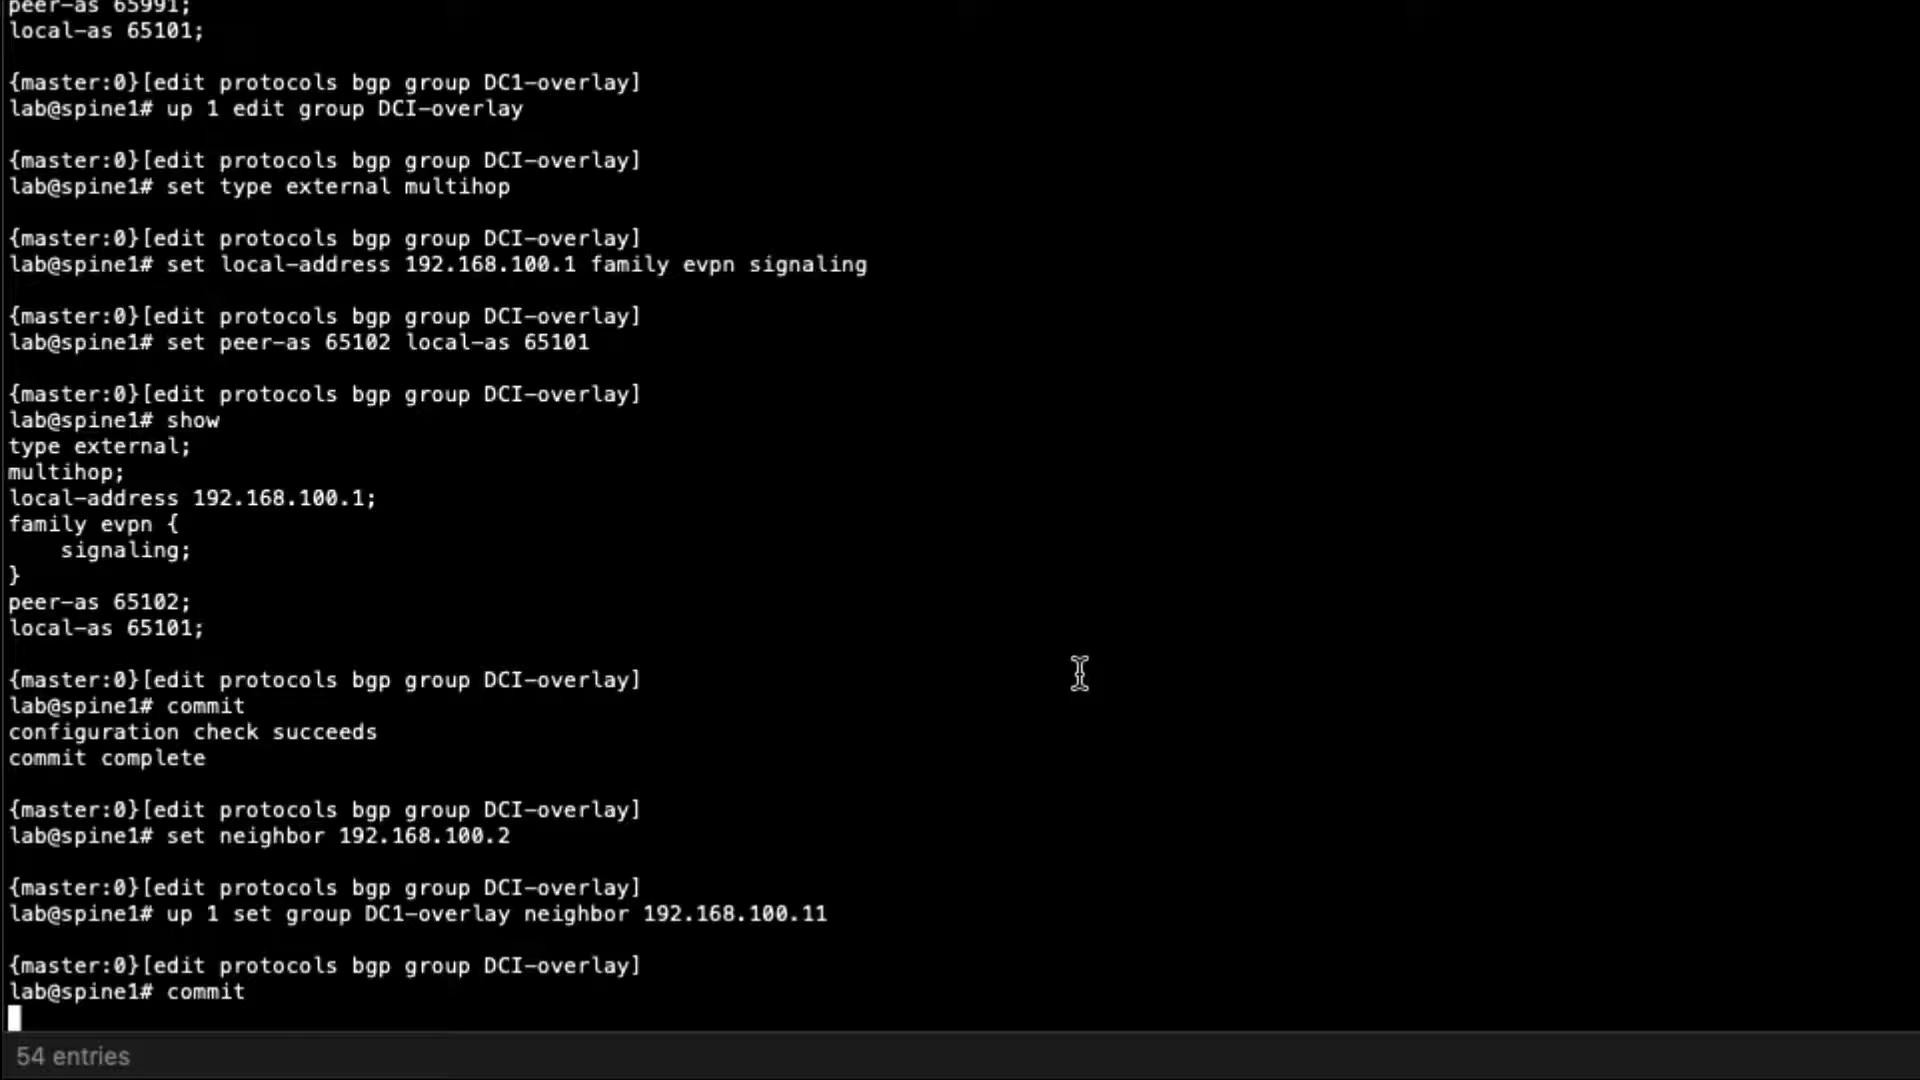 peer-as 65991;
local-as 65101;
{master:0}[edit protocols bgp group DC1-overlay]
lab@spine1# up 1 edit group DCI-overlay
{master:0}[edit protocols bgp group DCI-overlay]
lab@spine1# set type external multihop
{master:0}[edit protocols bgp group DCI-overlay]
lab@spine1# set local-address 192.168.100.1 family evpn signaling
{master:0}[edit protocols bgp group DCI-overlay]
lab@spine1# set peer-as 65102 local-as 65101
{master:0}[edit protocols bgp group DCI-overlay]
lab@spine1# show
type external;
multihop;
local-address 192.168.100.1;
family evpn {
    signaling;
}
peer-as 65102;
local-as 65101;
{master:0}[edit protocols bgp group DCI-overlay]
lab@spine1# commit
configuration check succeeds
commit complete
{master:0}[edit protocols bgp group DCI-overlay]
lab@spine1# set neighbor 192.168.100.2
{master:0}[edit protocols bgp group DCI-overlay]
lab@spine1# up 1 set group DC1-overlay neighbor 192.168.100.11
{master:0}[edit protocols bgp group DCI-overlay]
lab@spine1# commit
54 entries